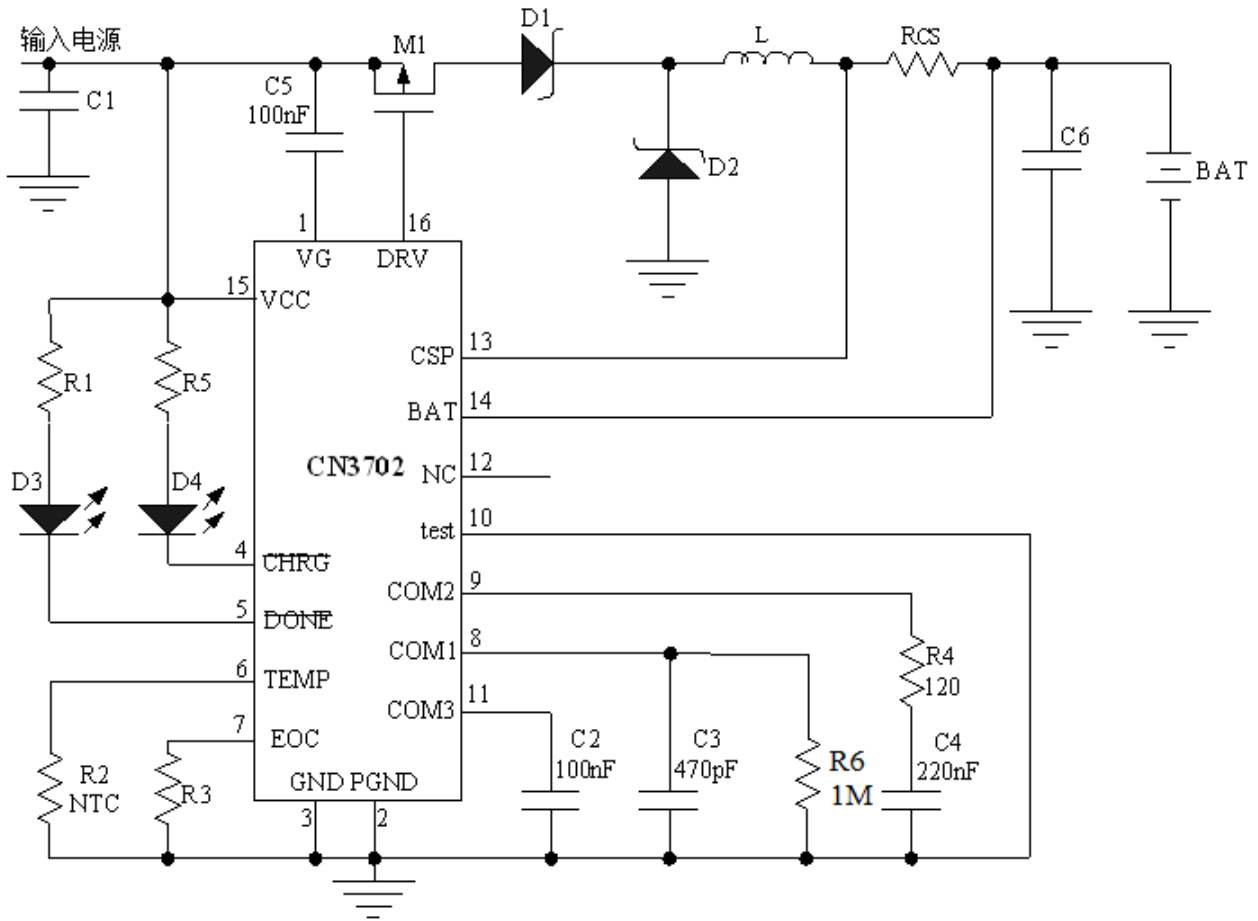 输入电源
C1
C5
100nF
M1
D1
L
RCS
D2
C6
BAT
1
16
VG
DRV
15
VCC
R1
R5
CSP
13
BAT
14
CN3702
NC
12
D3
D4
test
10
4
CHRG
COM2
9
5
DONE
COM1
8
R4
120
6
TEMP
COM3
11
7
EOC
R2
NTC
R3
GND
PGND
3
2
C2
100nF
C3
470pF
R6
1M
C4
220nF